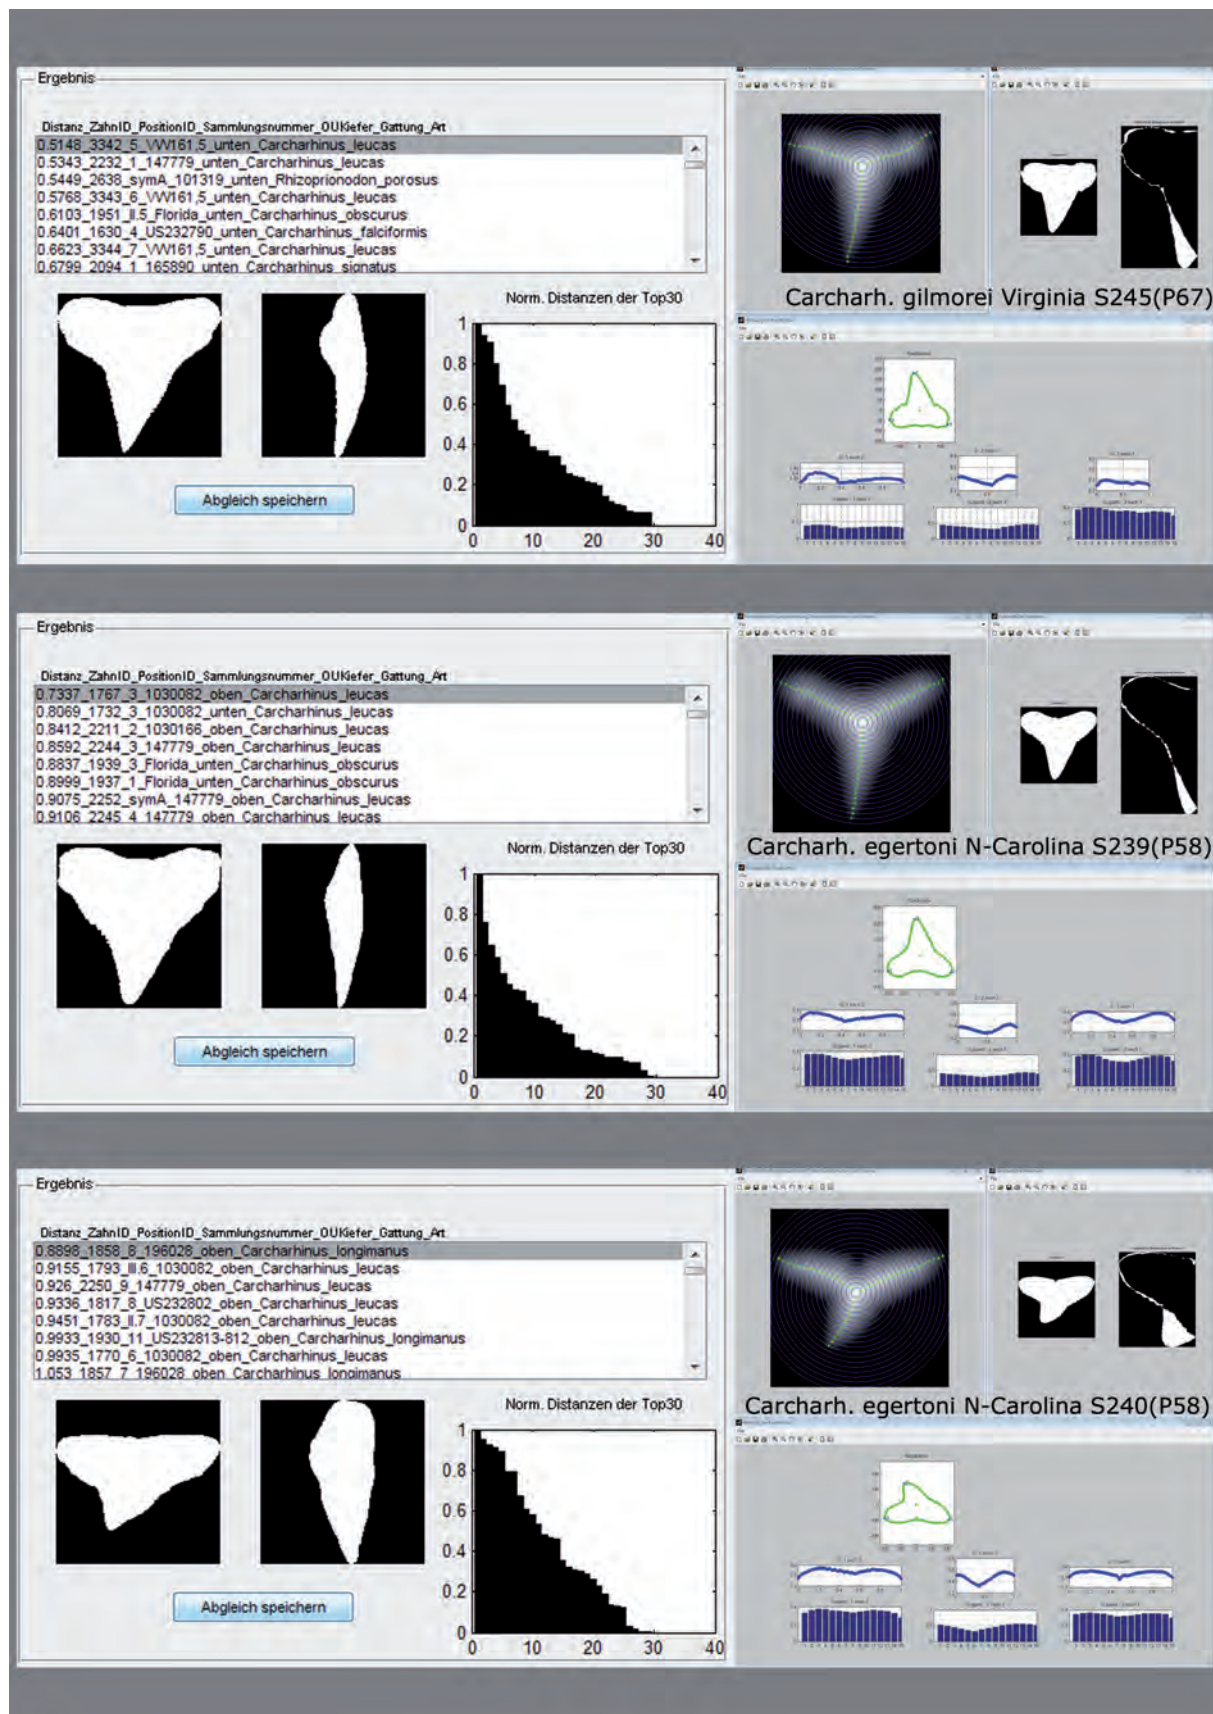 Ergebnis
Distanz_ZahnID_PositionID_Sammlungsnummer_OUKiefer_Gattung_Art
0.5148_3342_5_VW161,5_unten_Carcharhinus_leucas
0.5343_2232_1_147779_unten_Carcharhinus_leucas
0.5449_2638_symA_101319_unten_Rhizoprionodon_porosus
0.5768_3343_6_VW161,5_unten_Carcharhinus_leucas
0.6103_1951_II.5_Florida_unten_Carcharhinus_obscurus
0.6401_1630_4_US232790_unten_Carcharhinus_falciformis
0.6623_3344_7_VW161,5_unten_Carcharhinus_leucas
0.6799_2094_1_165890_unten_Carcharhinus_signatus
Norm. Distanzen der Top30
1
0.8
0.6
0.4
0.2
0
0 10 20 30 40
Abgleich speichern
Carcharh. gilmorei Virginia S245(P67)
Ergebnis
Distanz_ZahnID_PositionID_Sammlungsnummer_OUKiefer_Gattung_Art
0.7337_1767_3_1030082_oben_Carcharhinus_leucas
0.8069_1732_3_1030082_unten_Carcharhinus_leucas
0.8412_2211_2_1030166_oben_Carcharhinus_leucas
0.8592_2244_3_147779_oben_Carcharhinus_leucas
0.8837_1939_3_Florida_unten_Carcharhinus_obscurus
0.8999_1937_1_Florida_unten_Carcharhinus_obscurus
0.9075_2252_symA_147779_oben_Carcharhinus_leucas
0.9106_2245_4_147779_oben_Carcharhinus_leucas
Norm. Distanzen der Top30
1
0.8
0.6
0.4
0.2
0
0 10 20 30 40
Abgleich speichern
Carcharh. egertoni N-Carolina S239(P58)
Ergebnis
Distanz_ZahnID_PositionID_Sammlungsnummer_OUKiefer_Gattung_Art
0.8898_1858_8_196028_oben_Carcharhinus_longimanus
0.9155_1793_III.6_1030082_oben_Carcharhinus_leucas
0.926_2250_9_147779_oben_Carcharhinus_leucas
0.9336_1817_8_US232802_oben_Carcharhinus_leucas
0.9451_1783_II.7_1030082_oben_Carcharhinus_leucas
0.9933_1930_11_US232813-812_oben_Carcharhinus_longimanus
0.9935_1770_6_1030082_oben_Carcharhinus_leucas
1.053_1857_7_196028_oben_Carcharhinus_longimanus
Norm. Distanzen der Top30
1
0.8
0.6
0.4
0.2
0
0 10 20 30 40
Abgleich speichern
Carcharh. egertoni N-Carolina S240(P58)